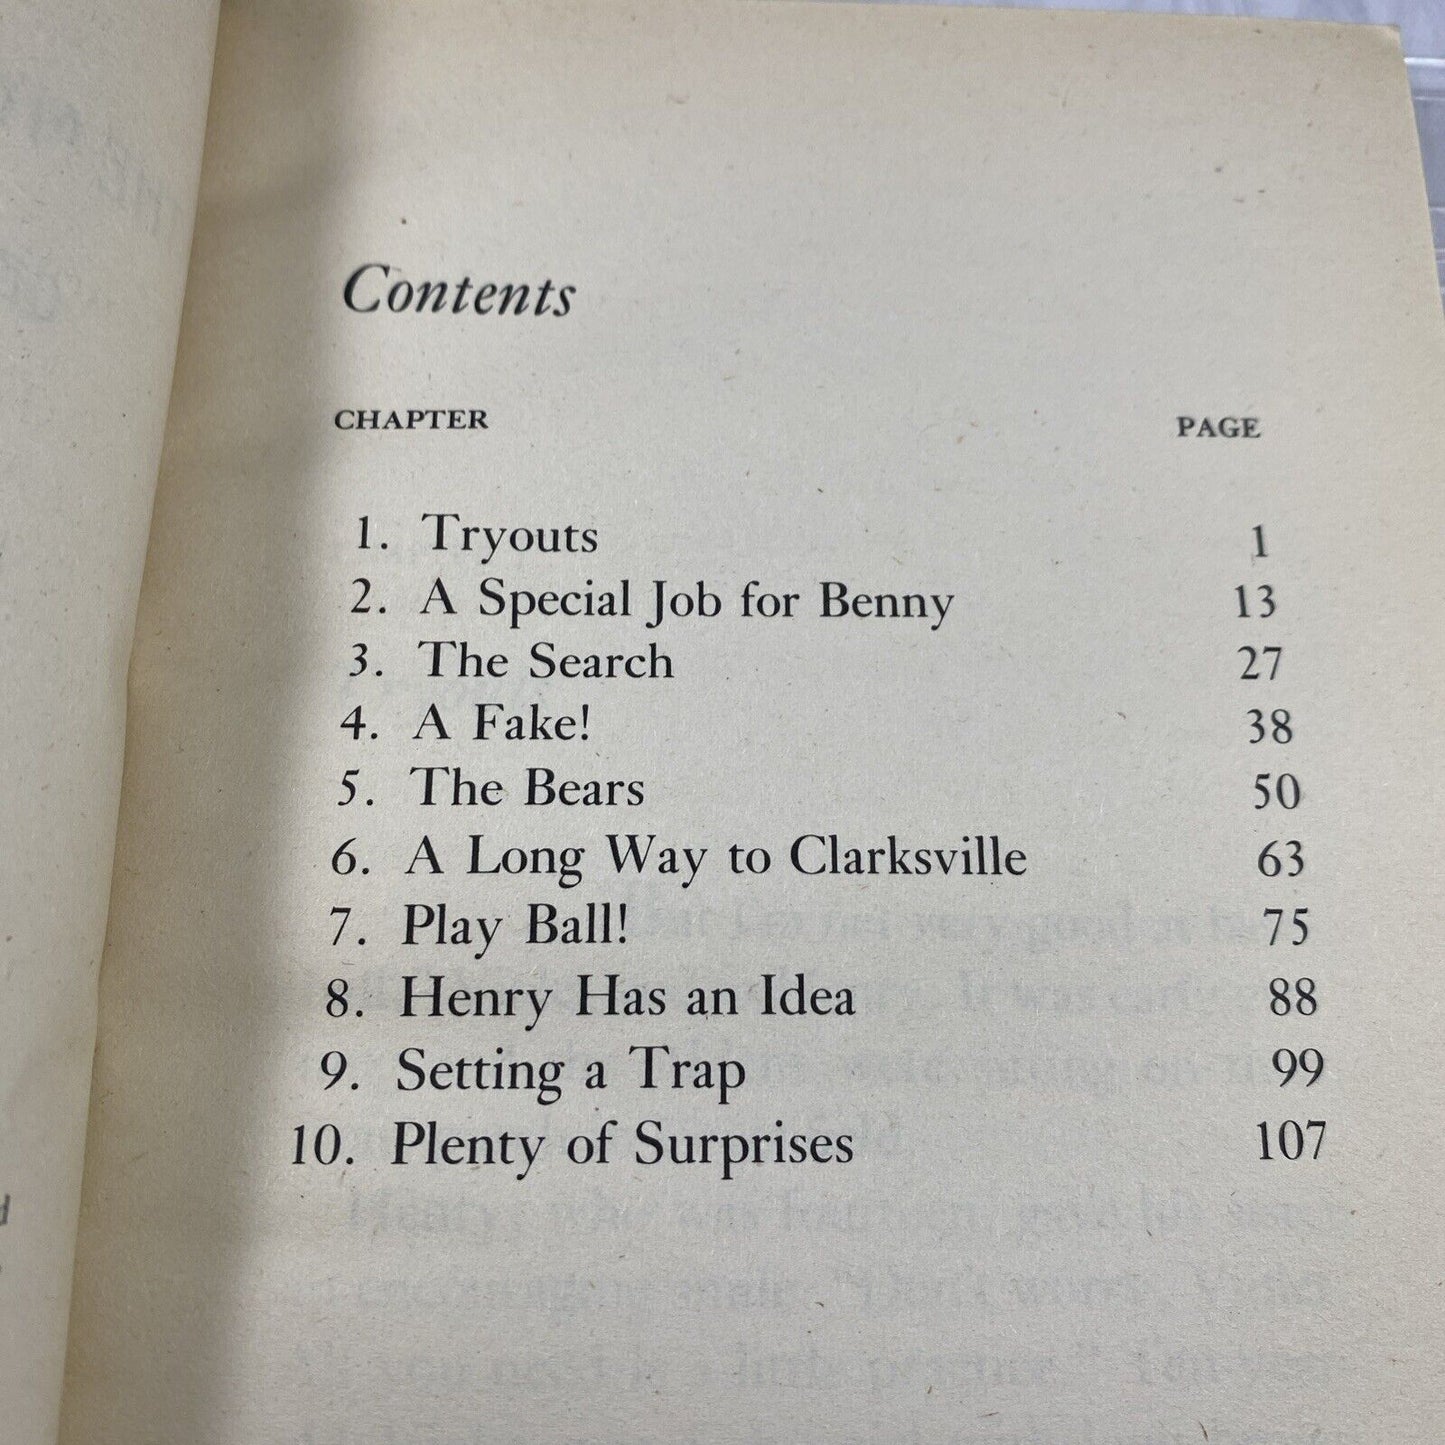 Contents
CHAPTER PAGE
1. Tryouts 1
2. A Special Job for Benny 13
3. The Search 27
4. A Fake! 38
5. The Bears 50
6. A Long Way to Clarksville 63
7. Play Ball! 75
8. Henry Has an Idea 88
9. Setting a Trap 99
10. Plenty of Surprises 107